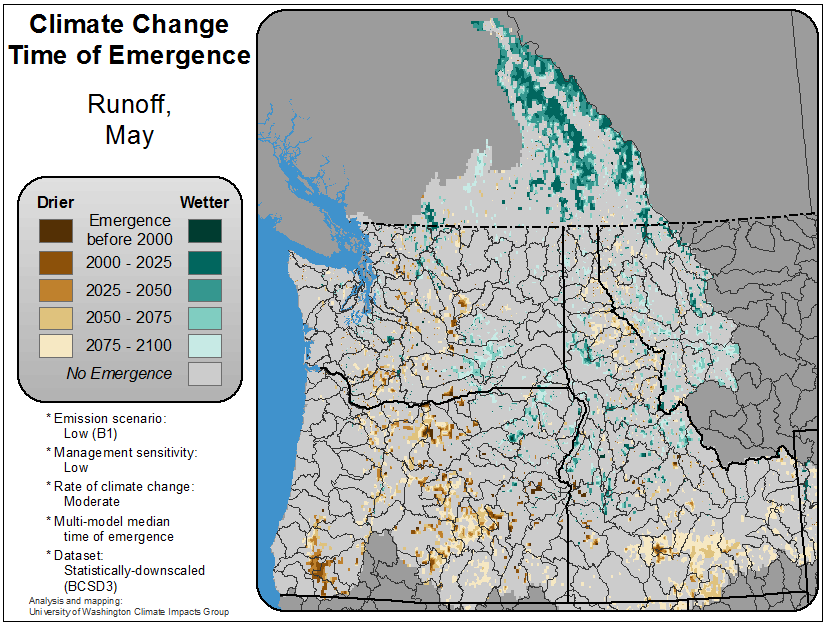 Climate Change
Time of Emergence
Runoff,
May
Drier
Wetter
Emergence
before 2000
2000 - 2025
2025 - 2050
2050 - 2075
2075 - 2100
No Emergence
* Emission scenario:
Low (B1)
* Management sensitivity:
Low
* Rate of climate change:
Moderate
* Multi-model median
time of emergence
* Dataset:
Statistically-downscaled
(BCSD3)
Analysis and mapping:
University of Washington Climate Impacts Group